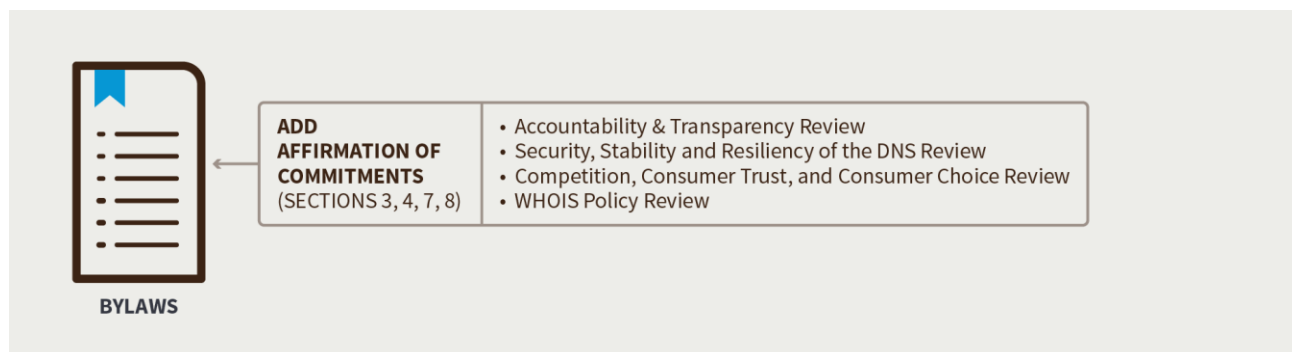 ADD
AFFIRMATION OF
COMMITMENTS
(SECTIONS 3, 4, 7, 8)
• Accountability & Transparency Review
• Security, Stability and Resiliency of the DNS Review
• Competition, Consumer Trust, and Consumer Choice Review
• WHOIS Policy Review
BYLAWS